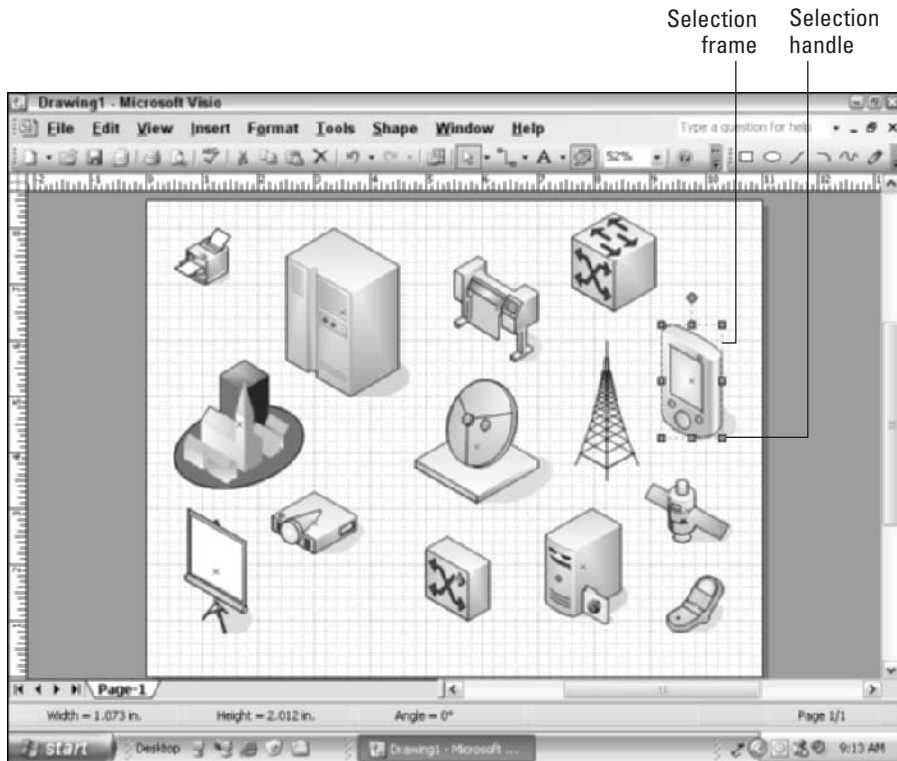 Selection frame
Selection handle
Drawing1 - Microsoft Visio
File Edit View Insert Format Tools Shape Window Help
Type a question for help
A 52%
Page-1
Width = 1.073 in. Height = 2.012 in. Angle = 0° Page 1/1
start Desktop Drawing1 - Microsoft ... 9:13 AM